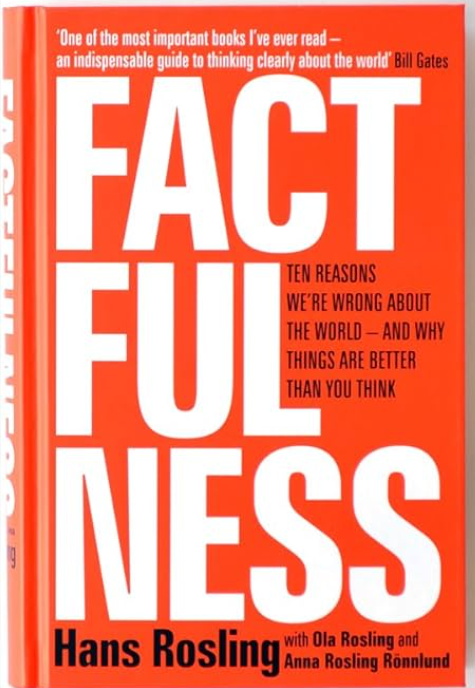 'One of the most important books I've ever read –
an indispensable guide to thinking clearly about the world' Bill Gates
FACT
FUL
TEN REASONS
WE'RE WRONG ABOUT
THE WORLD – AND WHY
THINGS ARE BETTER
THAN YOU THINK
NESS
Hans Rosling with Ola Rosling and
Anna Rosling Rönnlund
FACTFULNESS